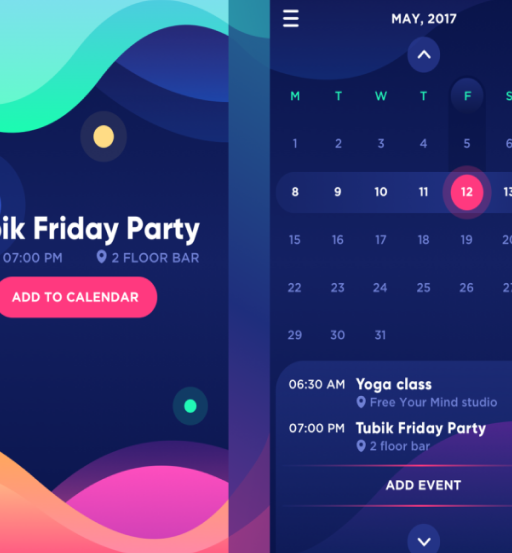 ik Friday Party
07:00 PM 2 FLOOR BAR
ADD TO CALENDAR
MAY, 2017
M T W T F
1 2 3 4 5 6
8 9 10 11 12 13
15 16 17 18 19 20
22 23 24 25 26 27
29 30 31
06:30 AM Yoga class
Free Your Mind studio
07:00 PM Tubik Friday Party
2 floor bar
ADD EVENT